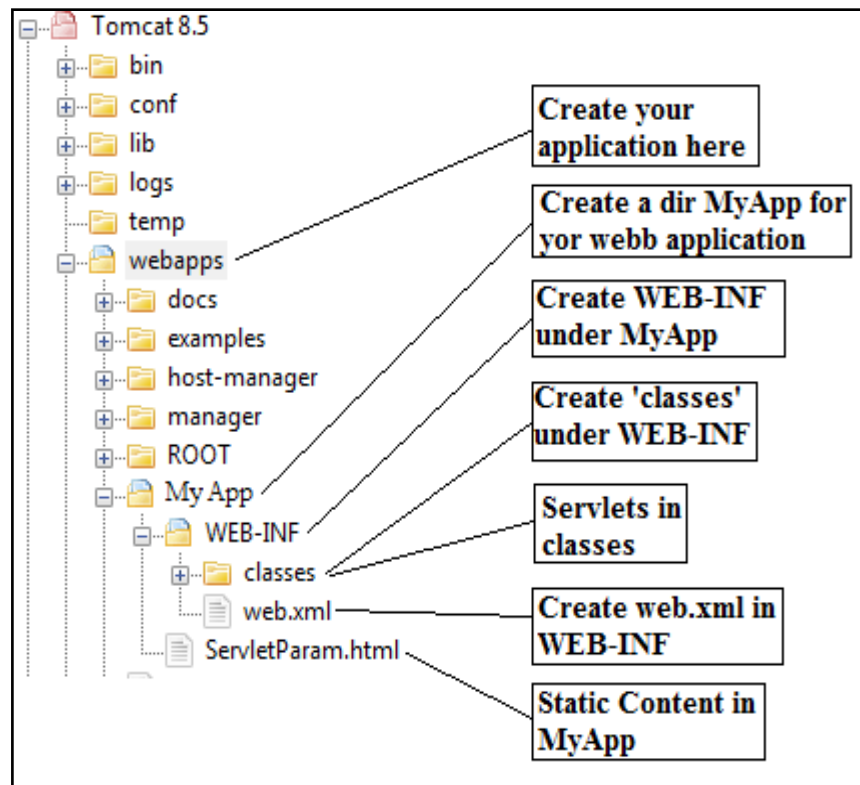 Tomcat 8.5
bin
conf
lib
logs
temp
webapps
docs
examples
host-manager
manager
ROOT
My App
WEB-INF
classes
web.xml
ServletParam.html
Create your
application here
Create a dir MyApp for
yor webb application
Create WEB-INF
under MyApp
Create 'classes'
under WEB-INF
Servlets in
classes
Create web.xml in
WEB-INF
Static Content in
MyApp